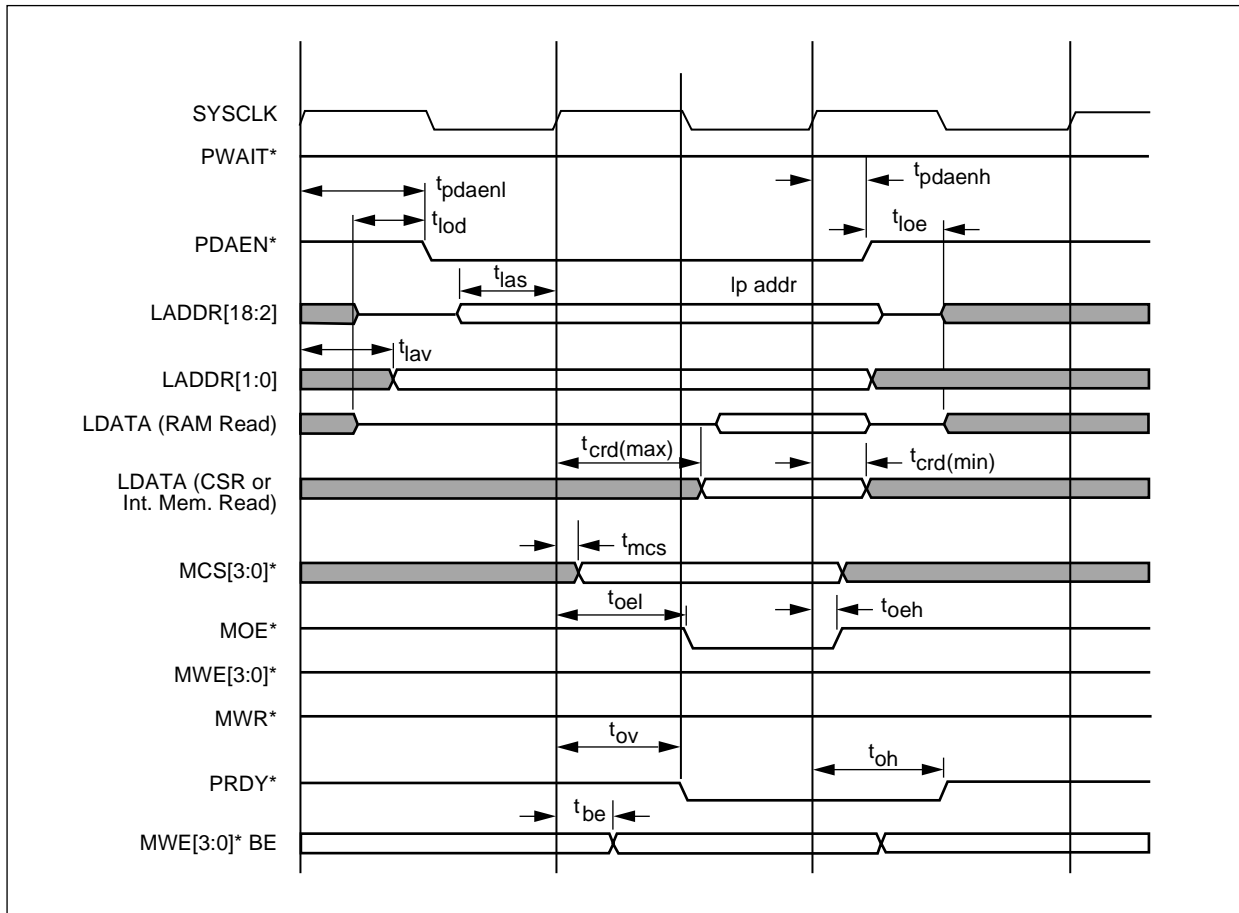 SYSCLK
PWAIT*
tpdaenl
tpdaenh
tlod
tloe
PDAEN*
tlas
lp addr
LADDR[18:2]
tlav
LADDR[1:0]
LDATA (RAM Read)
tcrd(max)
tcrd(min)
LDATA (CSR or
Int. Mem. Read)
tmcs
MCS[3:0]*
toel
toeh
MOE*
MWE[3:0]*
MWR*
tov
toh
PRDY*
tbe
MWE[3:0]* BE